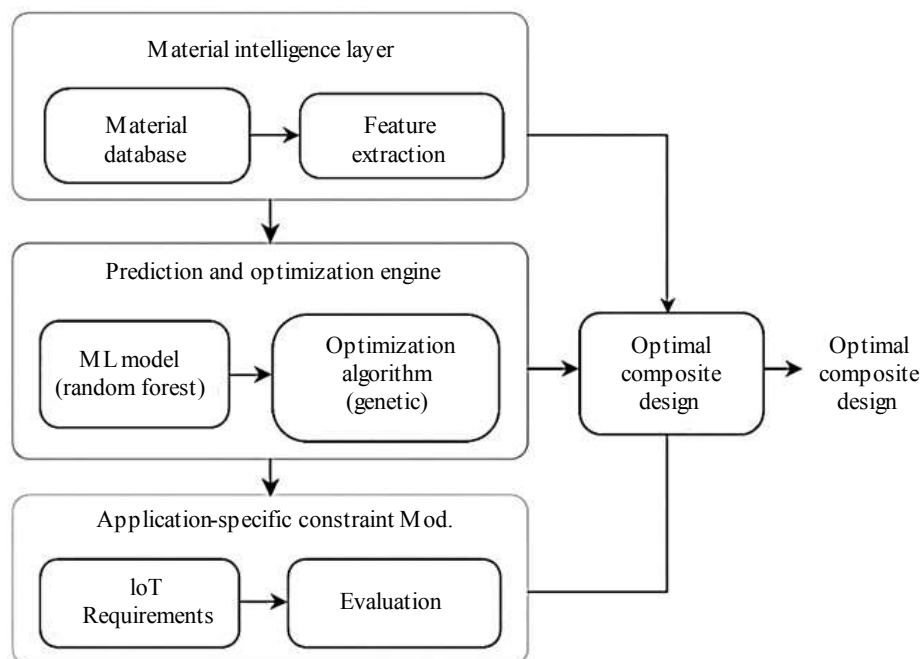 Material intelligence layer
Material
database
Feature
extraction
Prediction and optimization engine
ML model
(random forest)
Optimization
algorithm
(genetic)
Optimal
composite
design
Optimal
composite
design
Application-specific constraint Mod.
IoT
Requirements
Evaluation